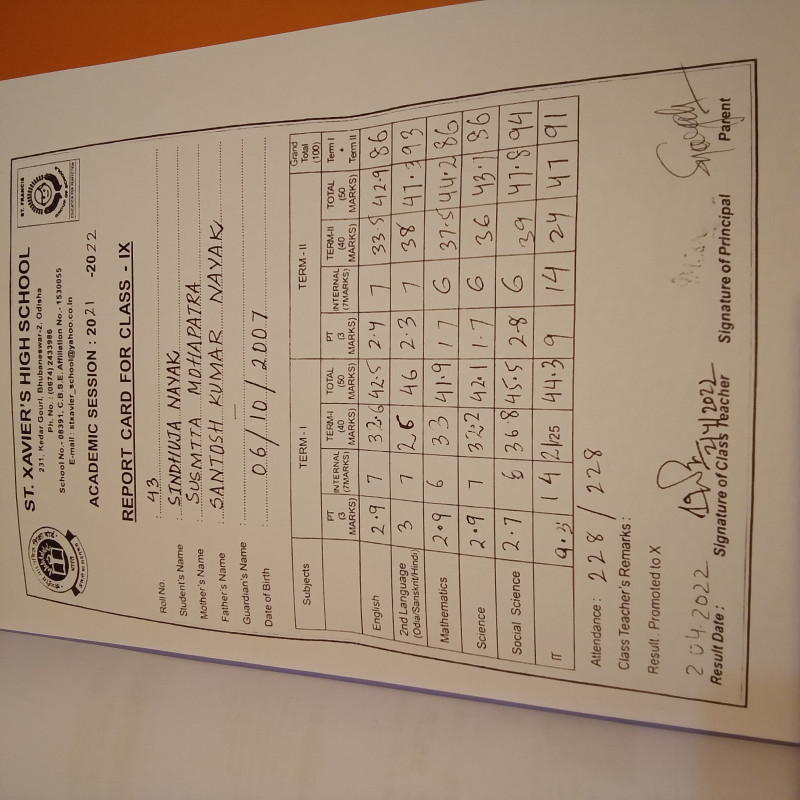 ST. XAVIER'S HIGH SCHOOL
231, Kedar Gouri, Bhubaneswar-2, Odisha
Ph. No. : (0674) 2433986
School No.- 08391, C.B.S.E. Affiliation No.- 1530055
E-mail : stxavier_school@yahoo.co.in
ST. FRANCIS
ACADEMIC SESSION : 2021 -2022
REPORT CARD FOR CLASS - IX
Roll No. : 43
Student's Name : SINDHUJA NAYAK
Mother's Name : SUSMITA MOHAPATRA
Father's Name : SANTOSH KUMAR NAYAK
Guardian's Name : —
Date of Birth : 06/10/2007
Subjects TERM - I TERM - II Grand Total (100)
PT (3 MARKS) INTERNAL (7MARKS) TERM-I (40 MARKS) TOTAL (50 MARKS) PT (3 MARKS) INTERNAL (7MARKS) TERM-II (40 MARKS) TOTAL (50 MARKS) Term I + Term II
English 2.9 7 32.6 42.5 2.4 7 33.5 42.9 86
2nd Language (Odia/Sanskrit/Hindi) 3 7 46 2.3 7 38 47.3 93
Mathematics 2.9 6 33 41.9 1 7 6 37.5 44.2 86
Science 2.9 7 32.2 42.1 1.7 6 36 43.1 86
Social Science 2.7 6 36.8 45.5 2.8 6 39 47.8 94
IT 9.3 14 21/25 44.3 9 14 24 47 91
Attendance : 228 / 228
Class Teacher's Remarks :
Result. Promoted to X
2 04.2022
Result Date : Signature of Class Teacher Signature of Principal Parent